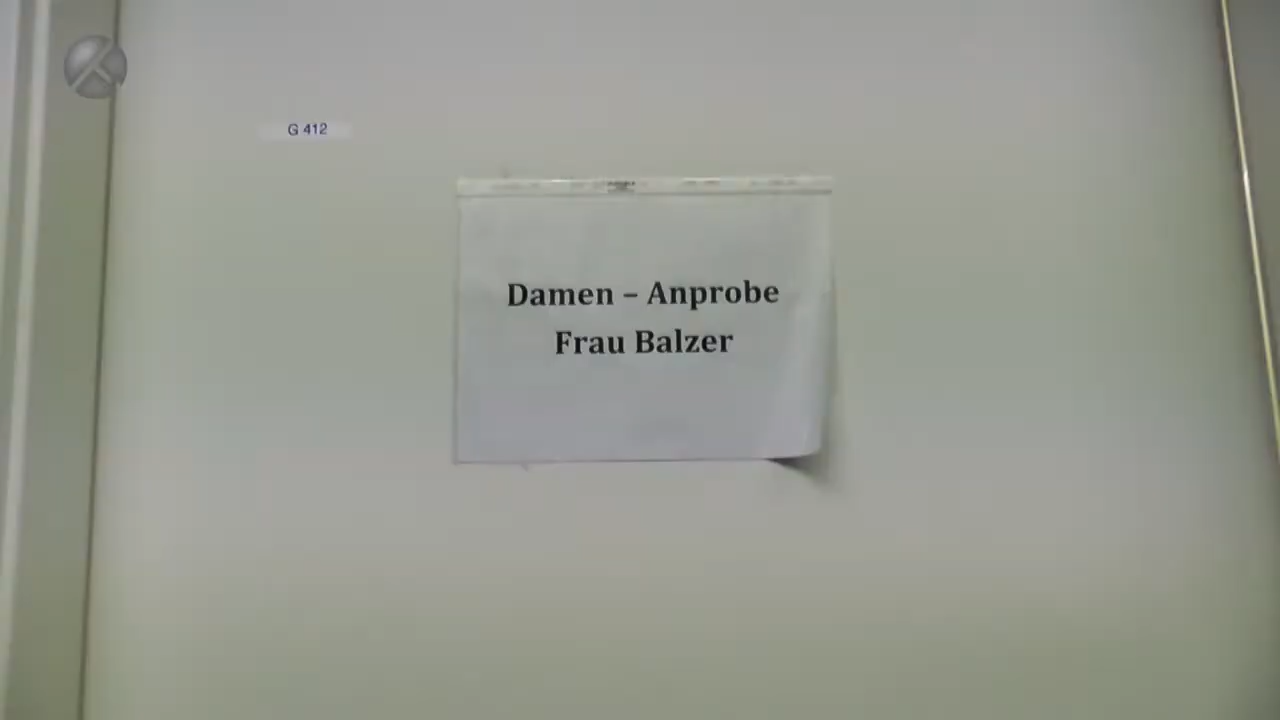 G 412
Damen – Anprobe
Frau Balzer